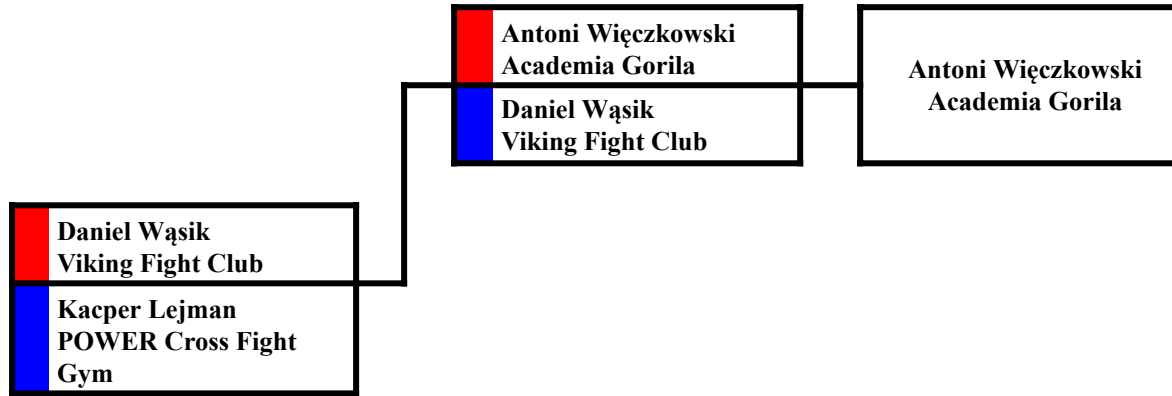 Antoni Więczkowski
Academia Gorila
Daniel Wąsik
Viking Fight Club
Antoni Więczkowski
Academia Gorila
Daniel Wąsik
Viking Fight Club
Kacper Lejman
POWER Cross Fight
Gym